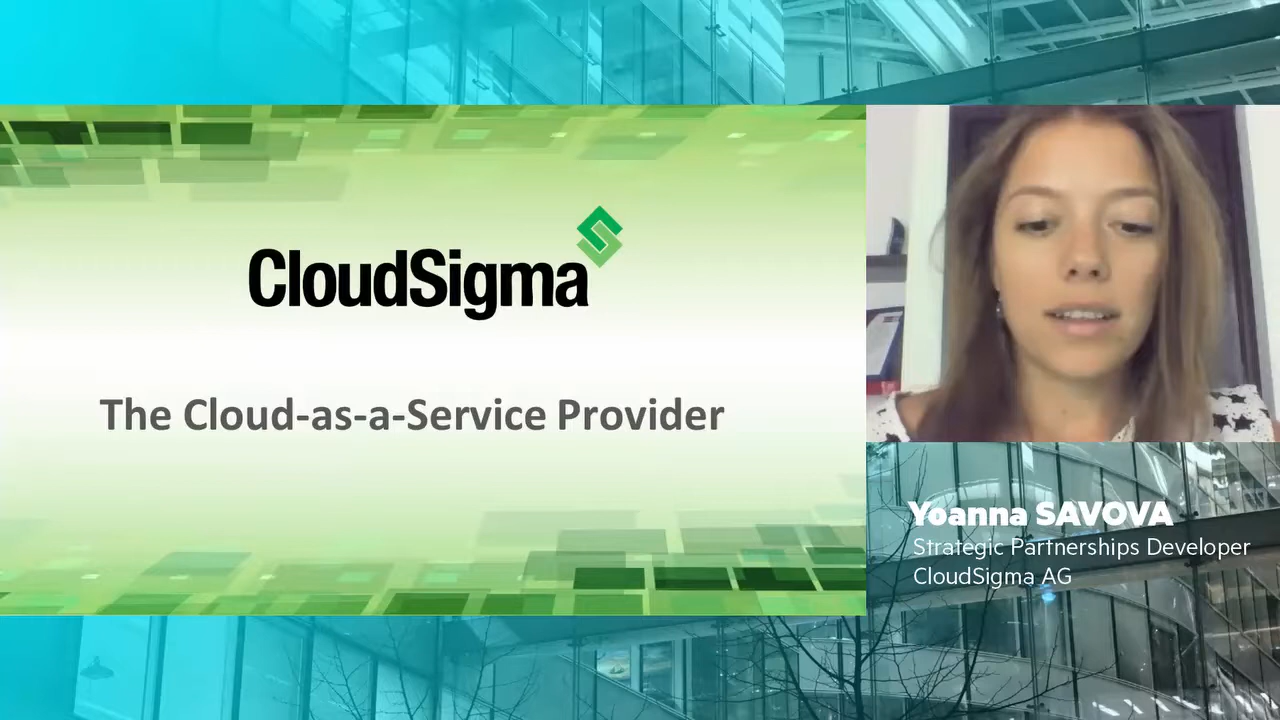 CloudSigma
The Cloud-as-a-Service Provider
Yoanna SAVOVA
Strategic Partnerships Developer
CloudSigma AG